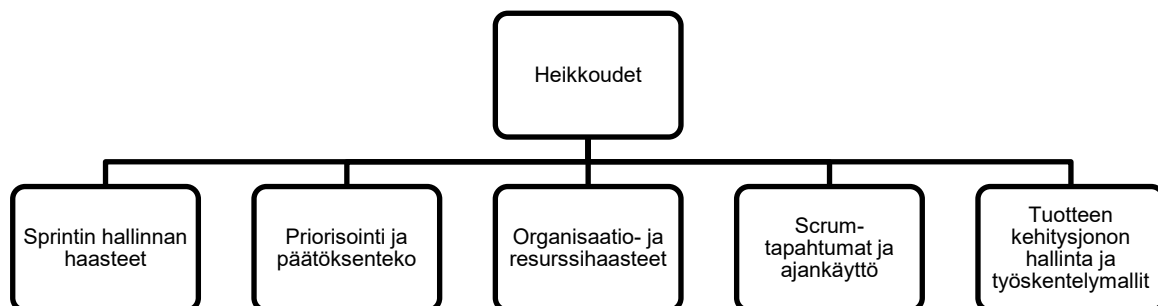 Heikkoudet
Sprintin hallinnan
haasteet
Priorisointi ja
päätöksenteko
Organisaatio- ja
resurssihaasteet
Scrum-
tapahtumat ja
ajankäyttö
Tuotteen
kehitysjonon
hallinta ja
työskentelymallit